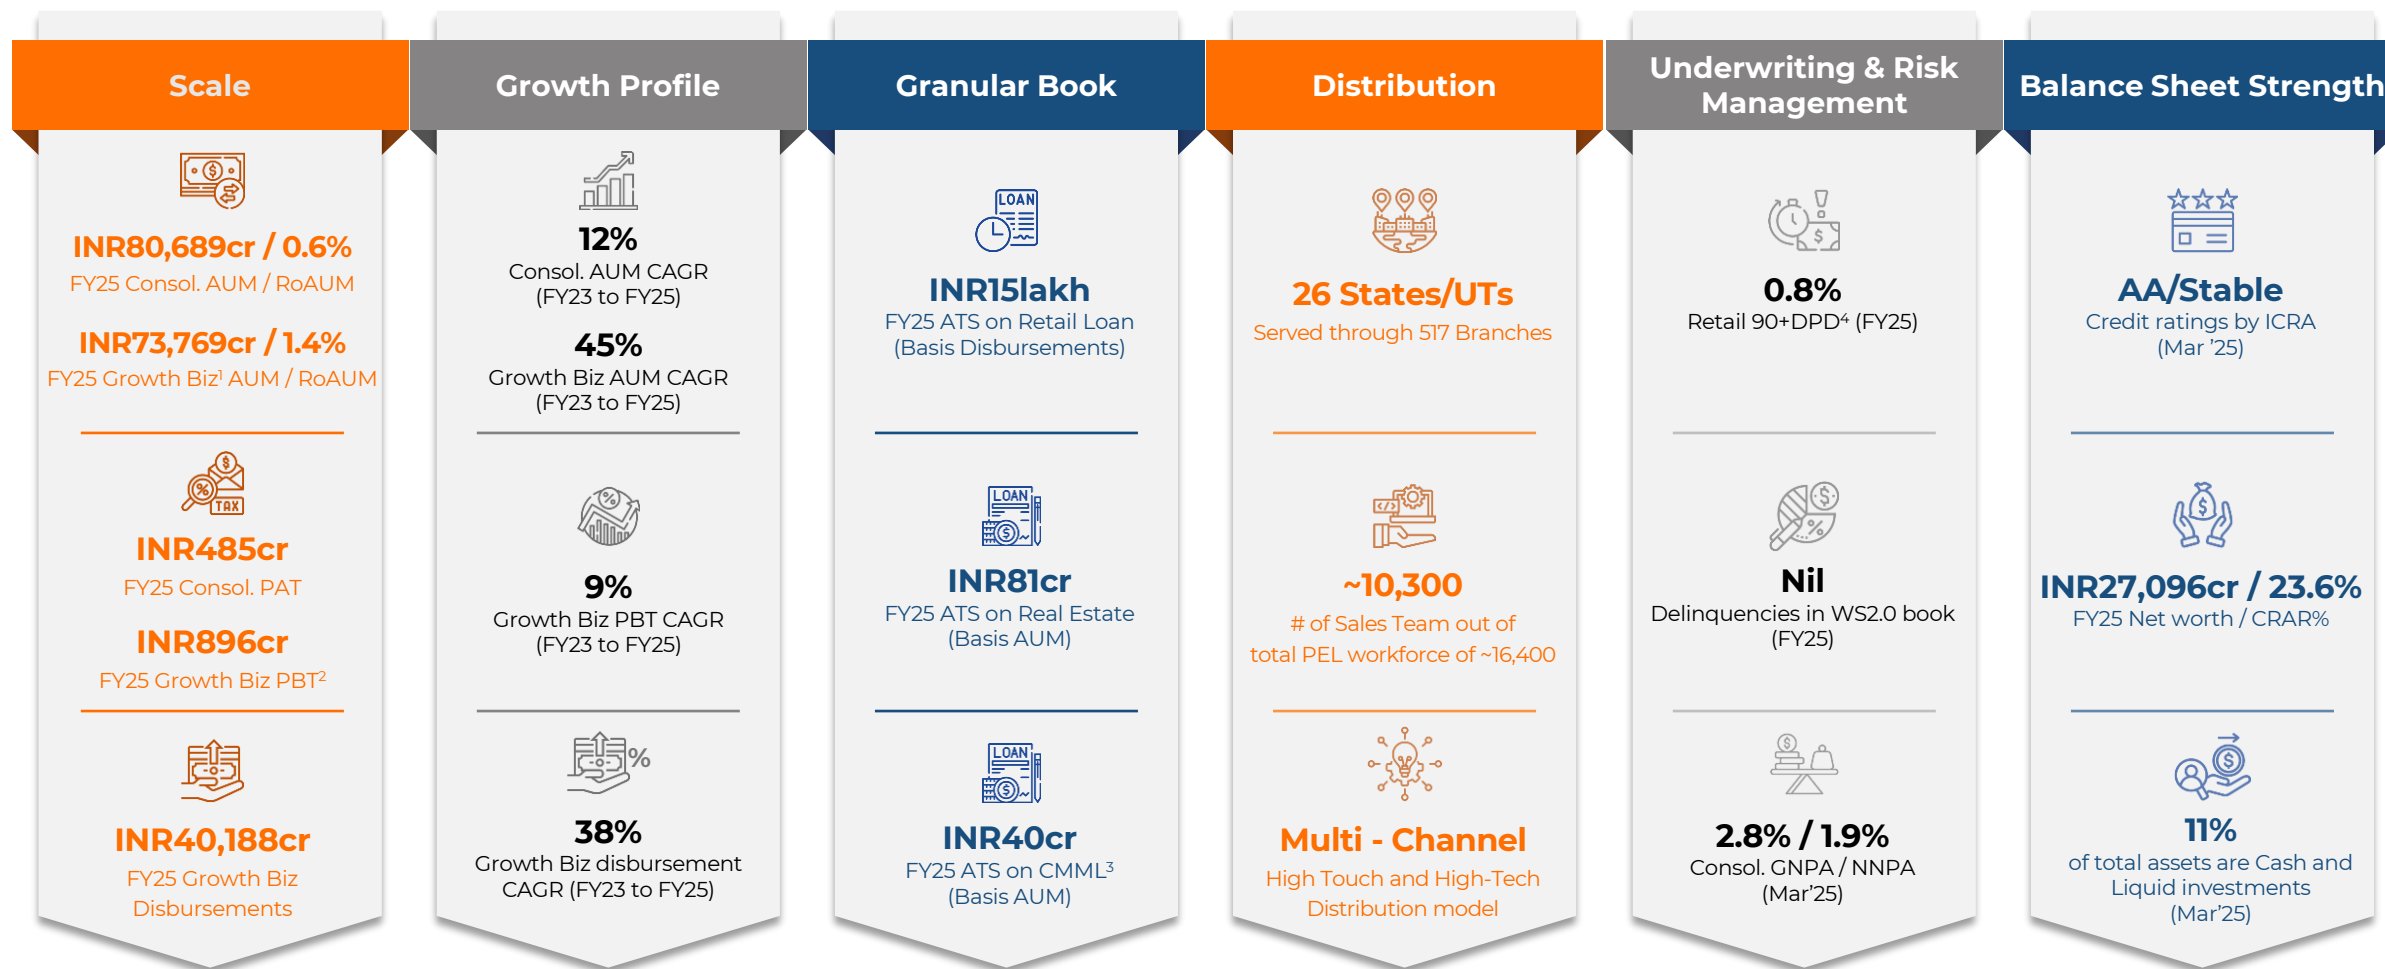 Scale
INR80,689cr / 0.6%
FY25 Consol. AUM / RoAUM
INR73,769cr / 1.4%
FY25 Growth Biz¹ AUM / RoAUM
TAX
INR485cr
FY25 Consol. PAT
INR896cr
FY25 Growth Biz PBT²
INR40,188cr
FY25 Growth Biz
Disbursements
Growth Profile
12%
Consol. AUM CAGR
(FY23 to FY25)
45%
Growth Biz AUM CAGR
(FY23 to FY25)
%
9%
Growth Biz PBT CAGR
(FY23 to FY25)
%
38%
Growth Biz disbursement
CAGR (FY23 to FY25)
Granular Book
LOAN
INR15lakh
FY25 ATS on Retail Loan
(Basis Disbursements)
LOAN
INR81cr
FY25 ATS on Real Estate
(Basis AUM)
LOAN
INR40cr
FY25 ATS on CMML³
(Basis AUM)
Distribution
26 States/UTs
Served through 517 Branches
~10,300
# of Sales Team out of
total PEL workforce of ~16,400
Multi - Channel
High Touch and High-Tech
Distribution model
Underwriting & Risk
Management
0.8%
Retail 90+DPD⁴ (FY25)
Nil
Delinquencies in WS2.0 book
(FY25)
2.8% / 1.9%
Consol. GNPA / NNPA
(Mar’25)
Balance Sheet Strength
AA/Stable
Credit ratings by ICRA
(Mar ’25)
INR27,096cr / 23.6%
FY25 Net worth / CRAR%
11%
of total assets are Cash and
Liquid investments
(Mar’25)